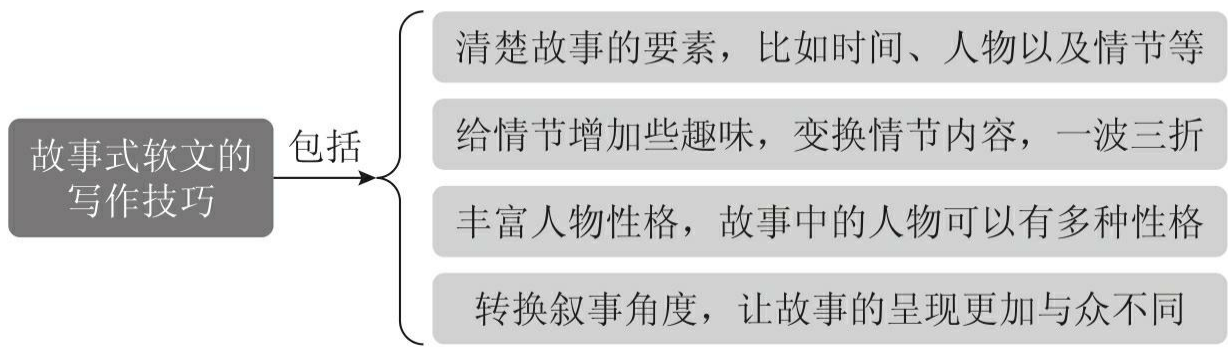 故事式软文的
写作技巧
包括
清楚故事的要素，比如时间、人物以及情节等
给情节增加些趣味，变换情节内容，一波三折
丰富人物性格，故事中的人物可以有多种性格
转换叙事角度，让故事的呈现更加与众不同